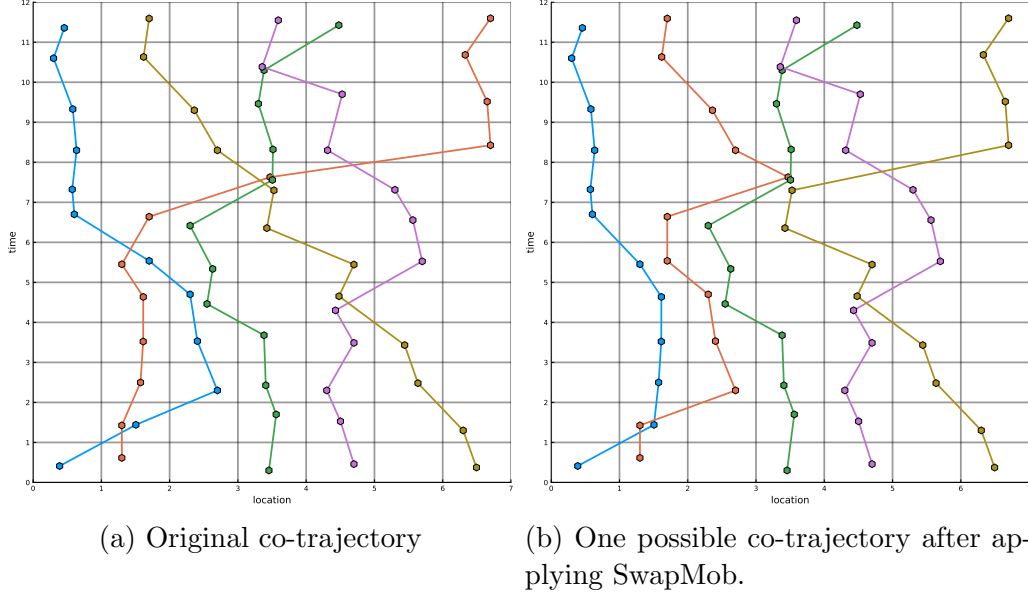 12 12
11 11
10 10
9 9
8 8
7 7
6 6
5 5
4 4
3 3
2 2
1 1
0 0
time time
0 1 2 3 4 5 6 7 0 1 2 3 4 5 6
location location
(a) Original co-trajectory
(b) One possible co-trajectory after ap-
plying SwapMob.